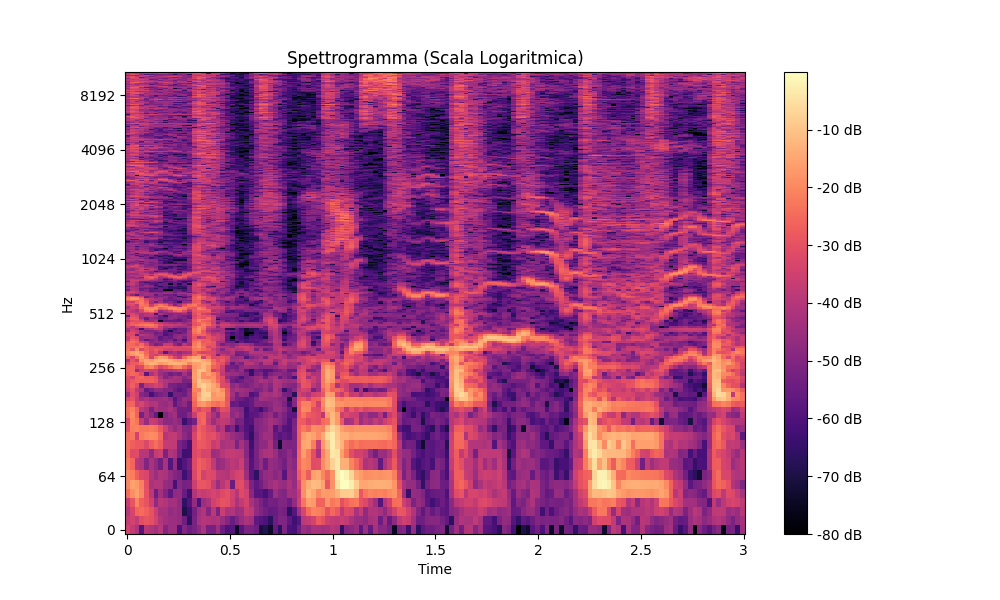 Spettrogramma (Scala Logaritmica)
Hz
8192
4096
2048
1024
512
256
128
64
0
0
0.5
1
1.5
2
2.5
3
Time
-10 dB
-20 dB
-30 dB
-40 dB
-50 dB
-60 dB
-70 dB
-80 dB